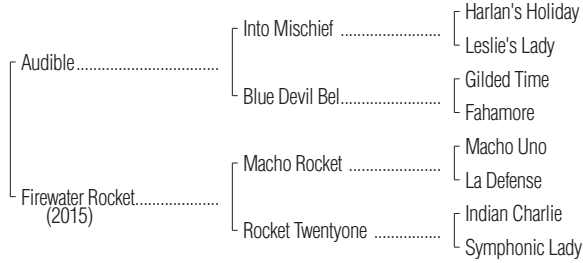 Harlan's Holiday
Into Mischief ......................
Leslie's Lady
Audible................................
Gilded Time
Blue Devil Bel......................
Fahamore
Macho Uno
Macho Rocket ....................
La Defense
Firewater Rocket..................
(2015)
Indian Charlie
Rocket Twentyone ...............
Symphonic Lady